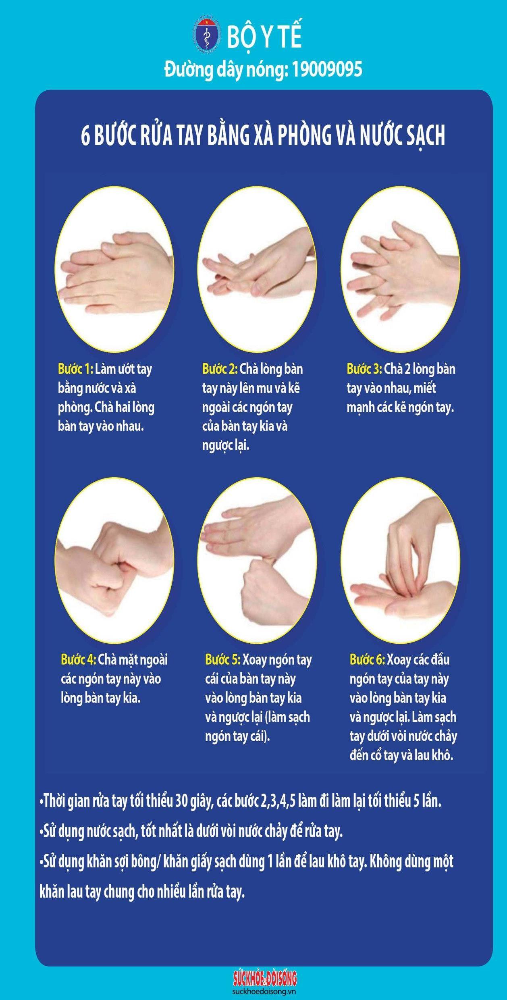 BỘ Y TẾ
BỘ Y TẾ
Đường dây nóng: 19009095
6 BƯỚC RỬA TAY BẰNG XÀ PHÒNG VÀ NƯỚC SẠCH
Bước 1: Làm ướt tay
bằng nước và xà
phòng. Chà hai lòng
bàn tay vào nhau.
Bước 2: Chà lòng bàn
tay này lên mu và kẽ
ngoài các ngón tay
của bàn tay kia và
ngược lại.
Bước 3: Chà 2 lòng bàn
tay vào nhau, miết
mạnh các kẽ ngón tay.
Bước 4: Chà mặt ngoài
các ngón tay này vào
lòng bàn tay kia.
Bước 5: Xoay ngón tay
cái của bàn tay này
vào lòng bàn tay kia
và ngược lại (làm sạch
ngón tay cái).
Bước 6: Xoay các đầu
ngón tay của tay này
vào lòng bàn tay kia
và ngược lại. Làm sạch
tay dưới vòi nước chảy
đến cổ tay và lau khô.
•Thời gian rửa tay tối thiểu 30 giây, các bước 2,3,4,5 làm đi làm lại tối thiểu 5 lần.
•Sử dụng nước sạch, tốt nhất là dưới vòi nước chảy để rửa tay.
•Sử dụng khăn sợi bông/ khăn giấy sạch dùng 1 lần để lau khô tay. Không dùng một
khăn lau tay chung cho nhiều lần rửa tay.
SỨCKHỎE&ĐỜISỐNG
suckhoedoisong.vn